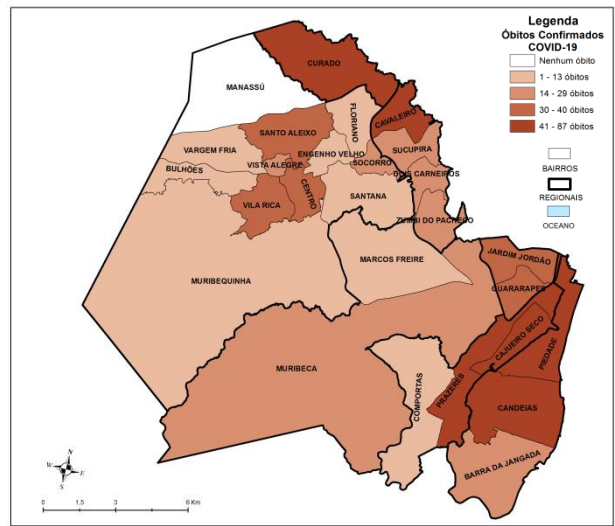 Legenda
Óbitos Confirmados
COVID-19
Nenhum óbito
1 - 13 óbitos
14 - 29 óbitos
30 - 40 óbitos
41 - 87 óbitos
BAIRROS
REGIONAIS
OCEANO
CURADO
MANASSÚ
FLORIANO
CAVALEIRO
SANTO ALEIXO
VARGEM FRIA
ENGENHO VELHO
SUCUPIRA
VISTA ALEGRE
SOCORRO
BULHÕES
DOIS CARNEIROS
CENTRO
SANTANA
VILA RICA
ZUMBI DO PACHECO
JARDIM JORDÃO
MARCOS FREIRE
MURIBEQUINHA
GUARARAPES
CAJUEIRO SECO
PIEDADE
MURIBECA
COMPORTAS
PRAZERES
CANDEIAS
BARRA DA JANGADA
N
W E
S
0 1,5 3 6 Km